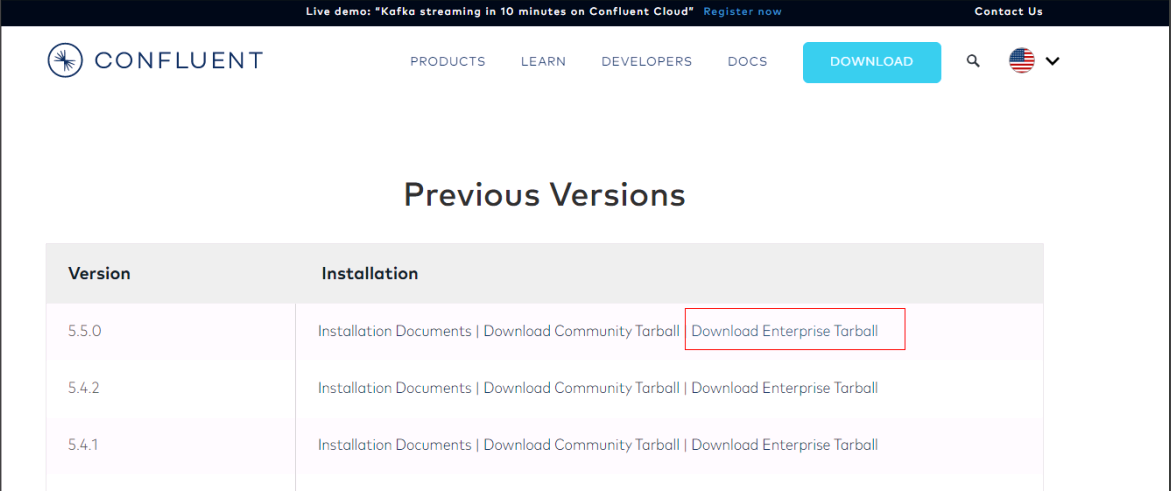 Live demo: "Kafka streaming in 10 minutes on Confluent Cloud" Register now Contact Us
CONFLUENT PRODUCTS LEARN DEVELOPERS DOCS DOWNLOAD
Previous Versions
Version Installation
5.5.0 Installation Documents | Download Community Tarball Download Enterprise Tarball
5.4.2 Installation Documents | Download Community Tarball | Download Enterprise Tarball
5.4.1 Installation Documents | Download Community Tarball | Download Enterprise Tarball